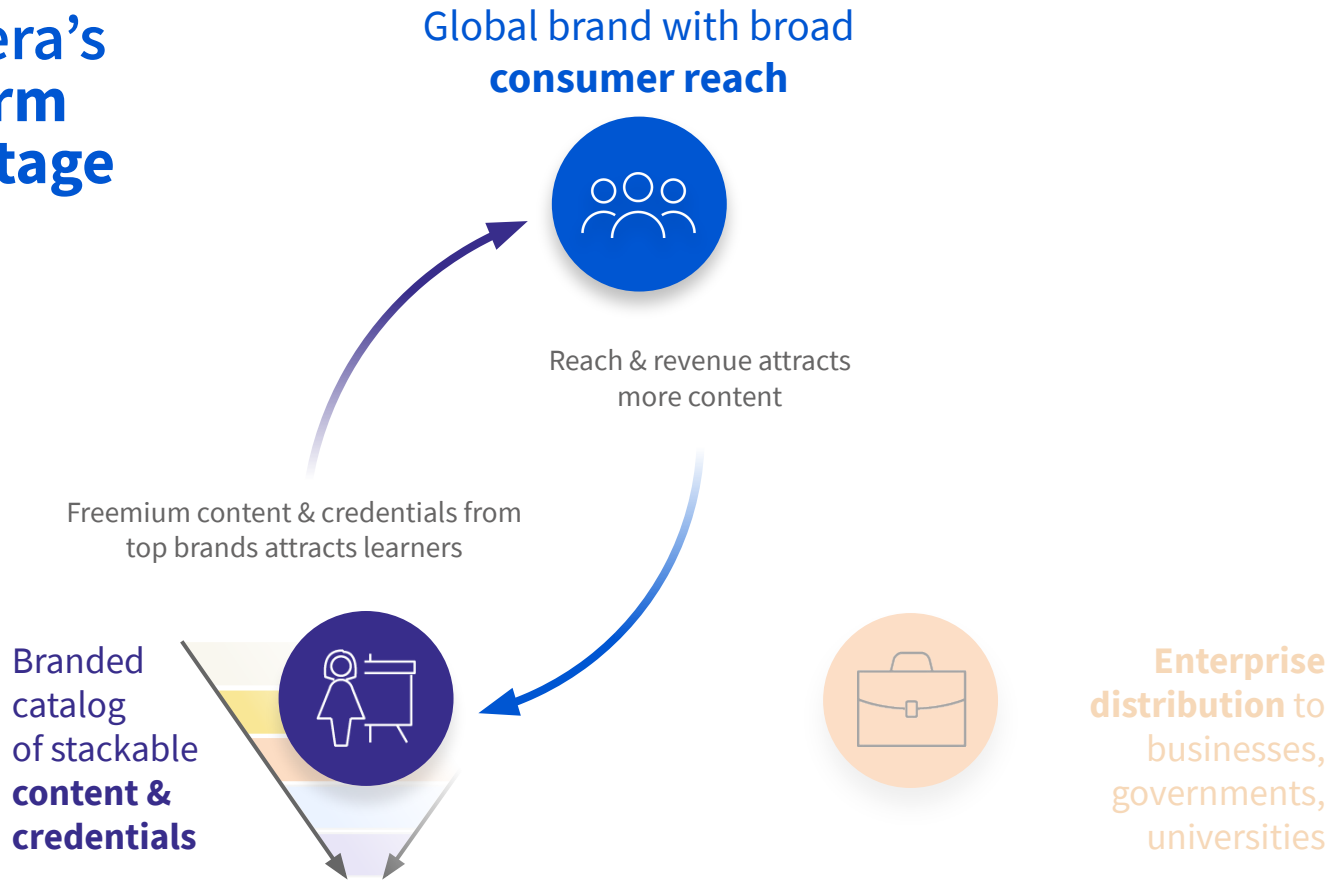 era’s
rm
tage
Global brand with broad
consumer reach
Reach & revenue attracts
more content
Freemium content & credentials from
top brands attracts learners
Branded
catalog
of stackable
content &
credentials
Enterprise
distribution to
businesses,
governments,
universities